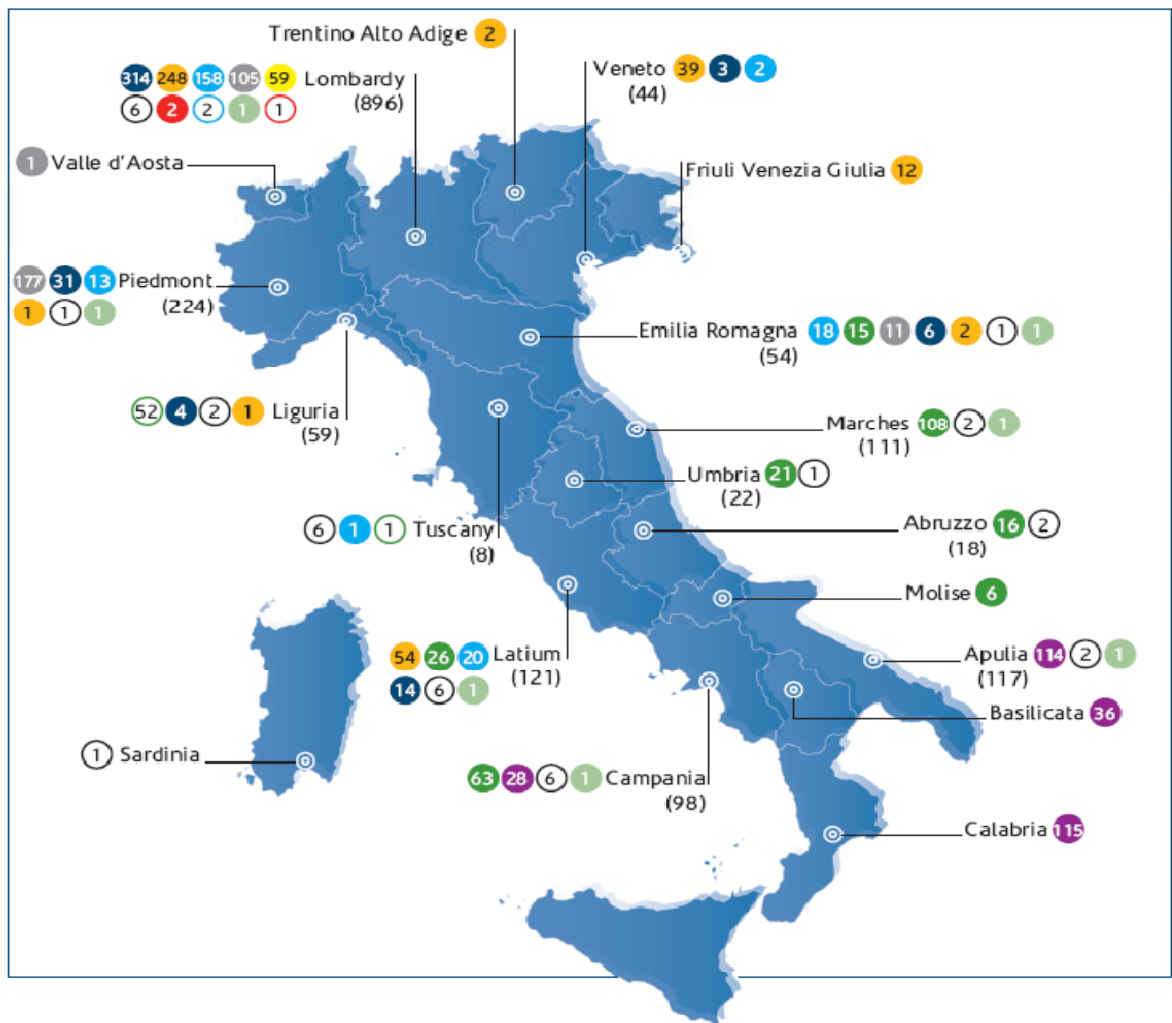 Trentino Alto Adige 2
314 248 158 105 59 Lombardy
(896)
6 2 2 1 1
Veneto 39 3 2
(44)
1 Valle d'Aosta
Friuli Venezia Giulia 12
177 31 13 Piedmont
(224)
1 1 1
Emilia Romagna 18 15 11 6 2 1 1
(54)
52 4 2 1 Liguria
(59)
Marches 108 2 1
(111)
Umbria 21 1
(22)
6 1 1 Tuscany
(8)
Abruzzo 16 2
(18)
Molise 6
54 26 20 Latium
(121)
14 6 1
Apulia 114 2 1
(117)
Basilicata 36
1 Sardinia
63 28 6 1 Campania
(98)
Calabria 115